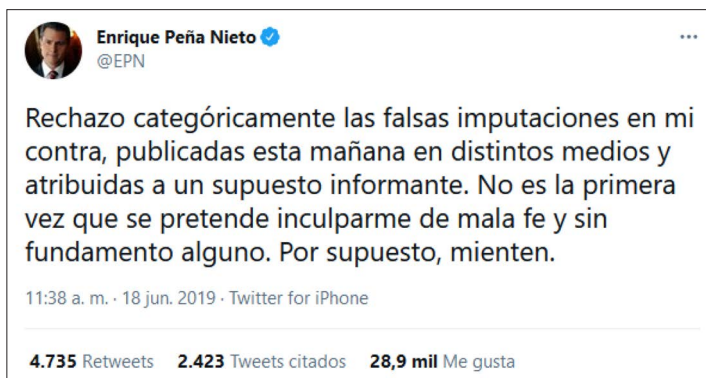 Enrique Peña Nieto
@EPN
Rechazo categóricamente las falsas imputaciones en mi
contra, publicadas esta mañana en distintos medios y
atribuidas a un supuesto informante. No es la primera
vez que se pretende inculparme de mala fe y sin
fundamento alguno. Por supuesto, mienten.
11:38 a. m. · 18 jun. 2019 · Twitter for iPhone
4.735 Retweets 2.423 Tweets citados 28,9 mil Me gusta